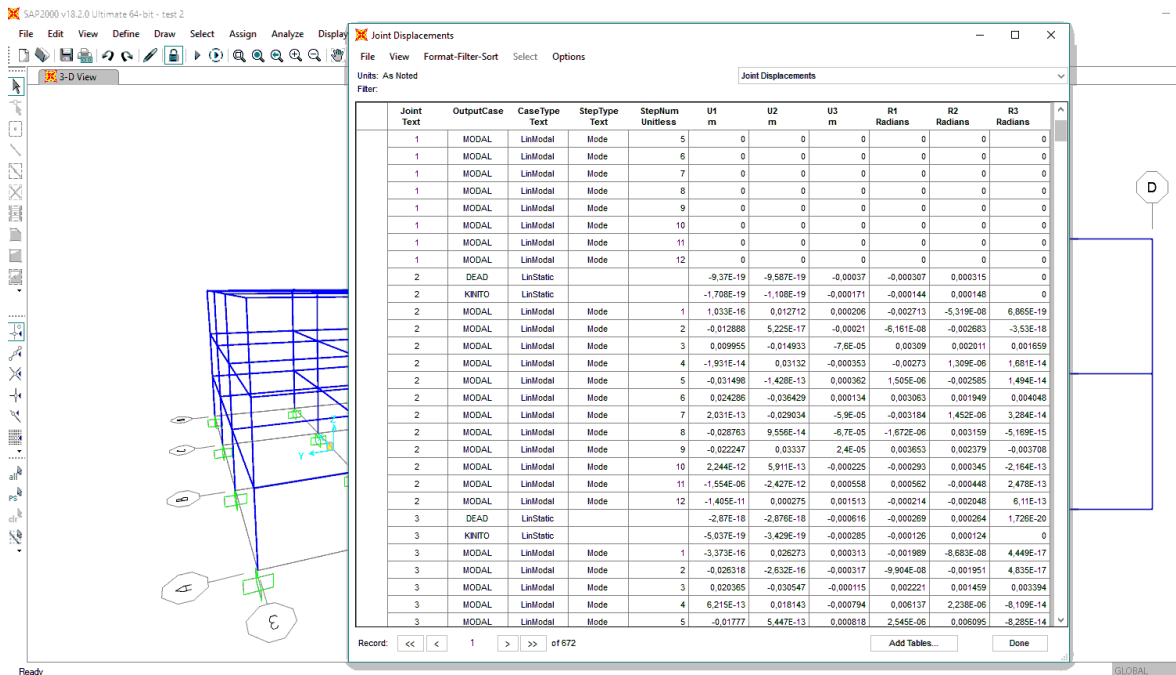 SAP2000 v18.2.0 Ultimate 64-bit - test 2
File Edit View Define Draw Select Assign Analyze Display
3-D View
Joint Displacements
File View Format-Filter-Sort Select Options
Units: As Noted
Joint Displacements
Filter:
Joint OutputCase CaseType StepType StepNum U1 U2 U3 R1 R2 R3
Text Text Text Unitless m m m Radians Radians Radians
1 MODAL LinModal Mode 5 0 0 0 0 0 0
1 MODAL LinModal Mode 6 0 0 0 0 0 0
1 MODAL LinModal Mode 7 0 0 0 0 0 0
1 MODAL LinModal Mode 8 0 0 0 0 0 0
1 MODAL LinModal Mode 9 0 0 0 0 0 0
1 MODAL LinModal Mode 10 0 0 0 0 0 0
1 MODAL LinModal Mode 11 0 0 0 0 0 0
1 MODAL LinModal Mode 12 0 0 0 0 0 0
2 DEAD LinStatic -9,37E-19 -9,587E-19 -0,00037 -0,000307 0,000315 0
2 KINITO LinStatic -1,708E-19 -1,108E-19 -0,000171 -0,000144 0,000148 0
2 MODAL LinModal Mode 1 1,033E-16 0,012712 0,000206 -0,002713 -5,319E-08 6,865E-19
2 MODAL LinModal Mode 2 -0,012888 5,225E-17 -0,00021 -6,161E-08 -0,002683 -3,53E-18
2 MODAL LinModal Mode 3 0,009955 -0,014933 -7,6E-05 0,00309 0,002011 0,001659
2 MODAL LinModal Mode 4 -1,931E-14 0,03132 -0,000353 -0,00273 1,309E-06 1,681E-14
2 MODAL LinModal Mode 5 -0,031498 -1,428E-13 0,000362 1,505E-06 -0,002585 1,494E-14
2 MODAL LinModal Mode 6 0,024286 -0,036429 0,000134 0,003063 0,001949 0,004048
2 MODAL LinModal Mode 7 2,031E-13 -0,029034 -5,9E-05 -0,003184 1,452E-06 3,284E-14
2 MODAL LinModal Mode 8 -0,028763 9,556E-14 -6,7E-05 -1,672E-06 0,003159 -5,169E-15
2 MODAL LinModal Mode 9 -0,022247 0,03337 2,4E-05 0,003653 0,002379 -0,003708
2 MODAL LinModal Mode 10 2,244E-12 5,911E-13 -0,000225 -0,000293 0,000345 -2,164E-13
2 MODAL LinModal Mode 11 -1,554E-06 -2,427E-12 0,000558 0,000562 -0,000448 2,478E-13
2 MODAL LinModal Mode 12 -1,405E-11 0,000275 0,001513 -0,000214 -0,002048 6,11E-13
3 DEAD LinStatic -2,87E-18 -2,876E-18 -0,000616 -0,000269 0,000264 1,726E-20
3 KINITO LinStatic -5,037E-19 -3,429E-19 -0,000285 -0,000126 0,000124 0
3 MODAL LinModal Mode 1 -3,373E-16 0,026273 0,000313 -0,001989 -8,683E-08 4,449E-17
3 MODAL LinModal Mode 2 -0,026318 -2,632E-16 -0,000317 -9,904E-08 -0,001951 4,835E-17
3 MODAL LinModal Mode 3 0,020365 -0,030547 -0,000115 0,002221 0,001459 0,003394
3 MODAL LinModal Mode 4 6,215E-13 0,018143 -0,000794 0,006137 2,238E-06 -8,109E-14
3 MODAL LinModal Mode 5 -0,01777 5,447E-13 0,000818 2,545E-06 0,006095 -8,285E-14
Record: << < 1 > >> of 672 Add Tables... Done
D
Z
Y
B
A
3
all
PS
clr
Ready
GLOBAL